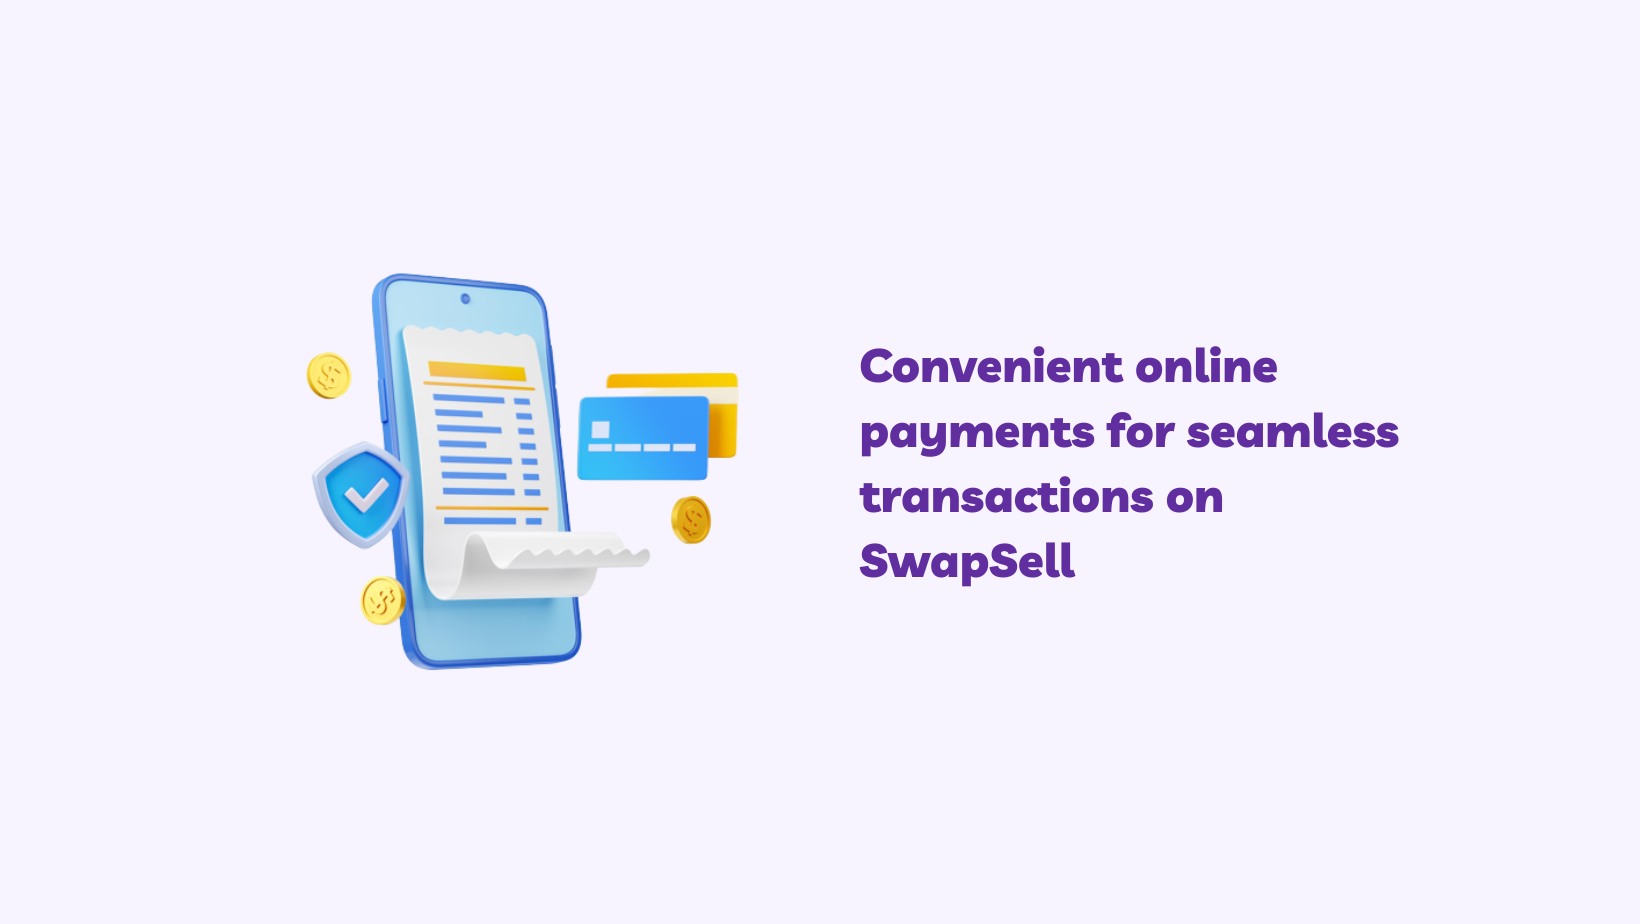 Convenient online
payments for seamless
transactions on
SwapSell